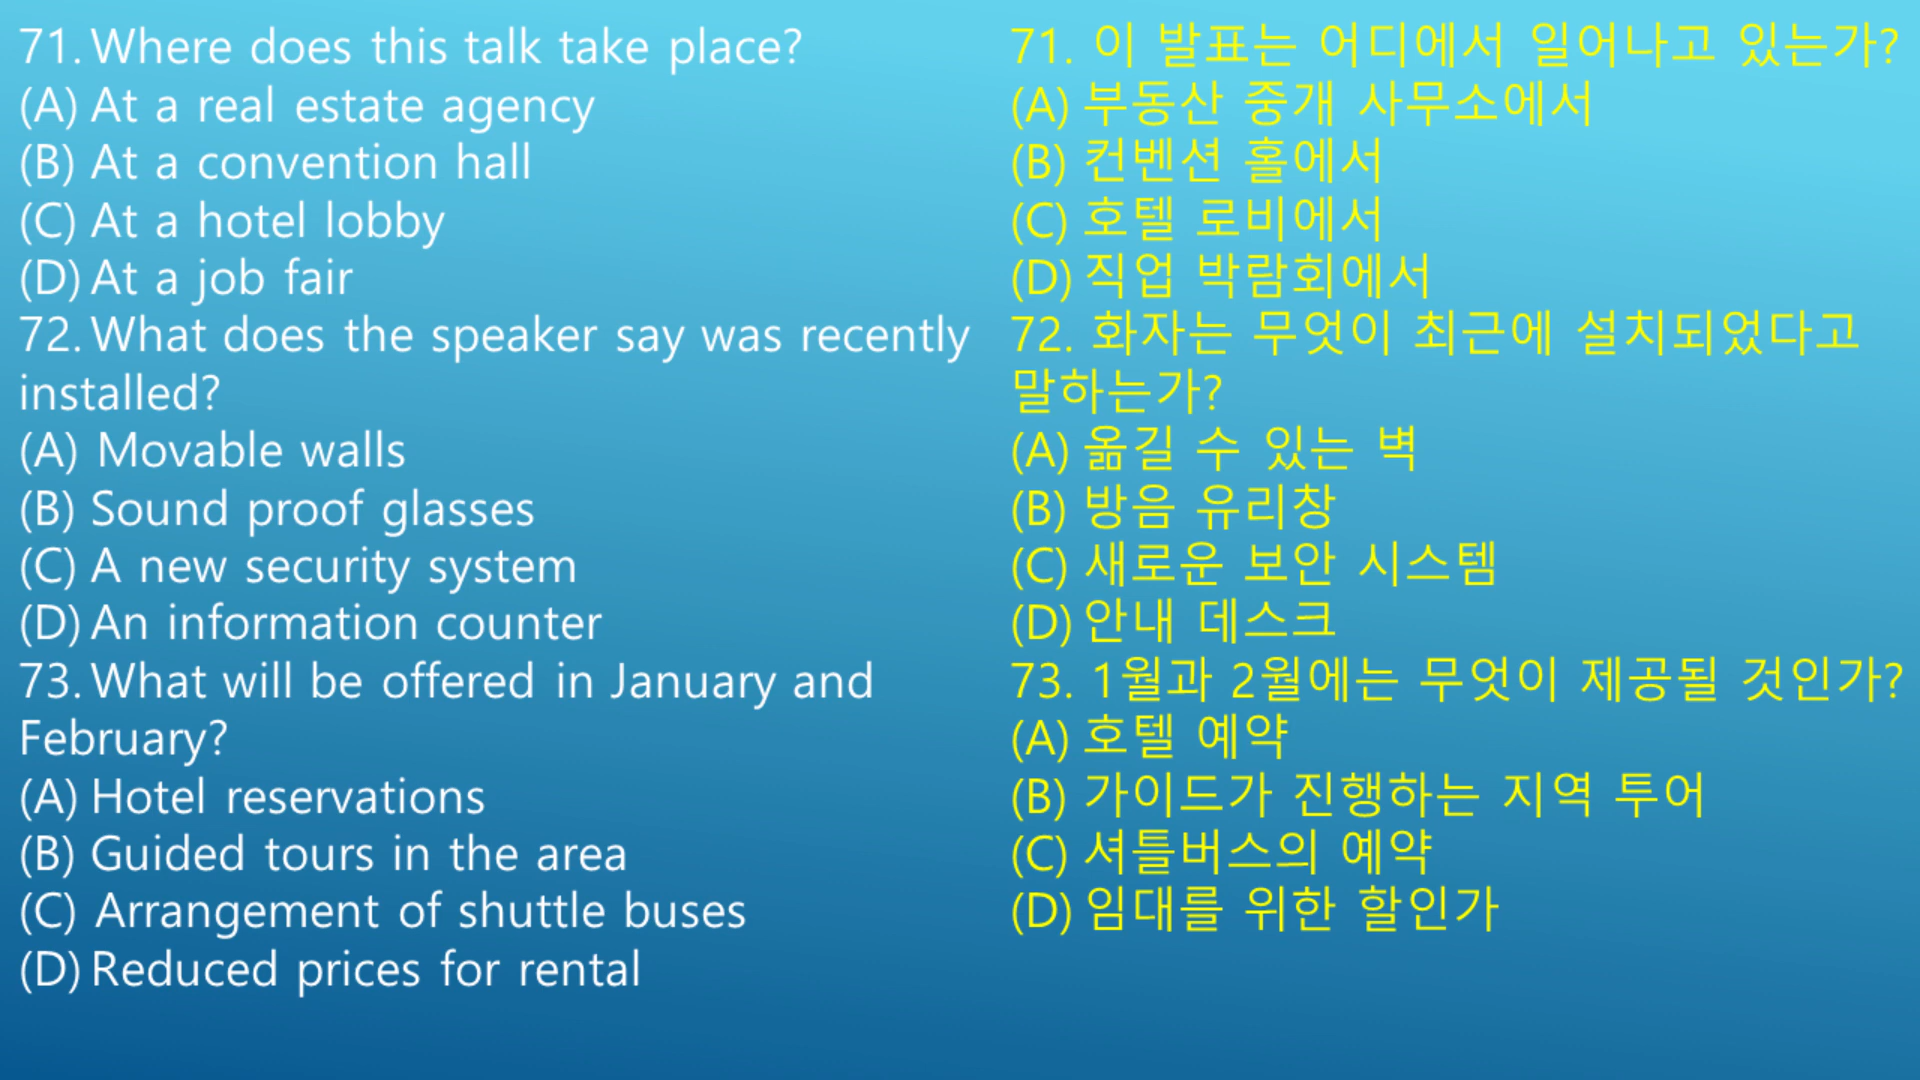 71. Where does this talk take place?
(A) At a real estate agency
(B) At a convention hall
(C) At a hotel lobby
(D) At a job fair
72. What does the speaker say was recently
installed?
(A) Movable walls
(B) Sound proof glasses
(C) A new security system
(D) An information counter
73. What will be offered in January and
February?
(A) Hotel reservations
(B) Guided tours in the area
(C) Arrangement of shuttle buses
(D) Reduced prices for rental
71. 이 발표는 어디에서 일어나고 있는가?
(A) 부동산 중개 사무소에서
(B) 컨벤션 홀에서
(C) 호텔 로비에서
(D) 직업 박람회에서
72. 화자는 무엇이 최근에 설치되었다고
말하는가?
(A) 옮길 수 있는 벽
(B) 방음 유리창
(C) 새로운 보안 시스템
(D) 안내 데스크
73. 1월과 2월에는 무엇이 제공될 것인가?
(A) 호텔 예약
(B) 가이드가 진행하는 지역 투어
(C) 셔틀버스의 예약
(D) 임대를 위한 할인가